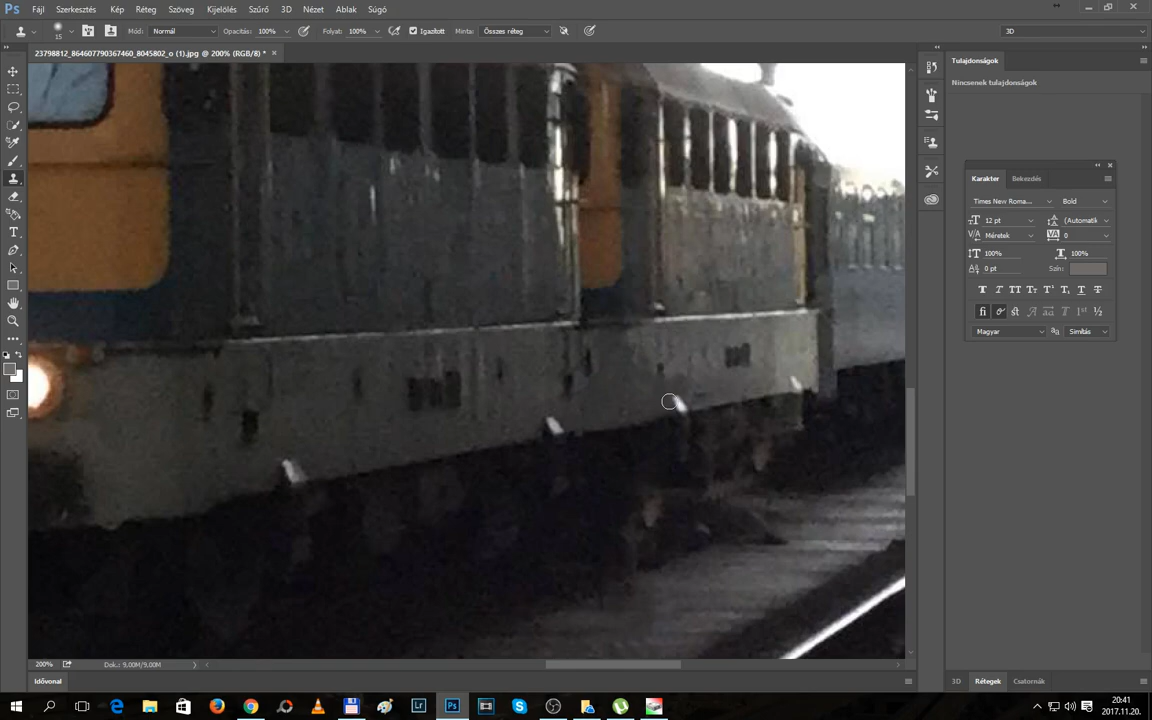 Ps Fájl Szerkesztés Kép Réteg Szöveg Kijelölés Szűrő 3D Nézet Ablak Súgó
15 Mód: Normál Opacitás: 100% Folyat: 100% Igazított Minta: Összes réteg 3D
23798812_864607790367460_8045802_o (1).jpg @ 200% (RGB/8) *
Tulajdonságok
Nincsenek tulajdonságok
Karakter Bekezdés
Times New Roma... Bold
12 pt (Automatik
Méretek 0
100% 100%
0 pt Szín:
Magyar Simítás
200% Dok.: 9,00M/9,00M
Idővonal 3D Rétegek Csatornák
Lr Ps 20:41
2017.11.20.